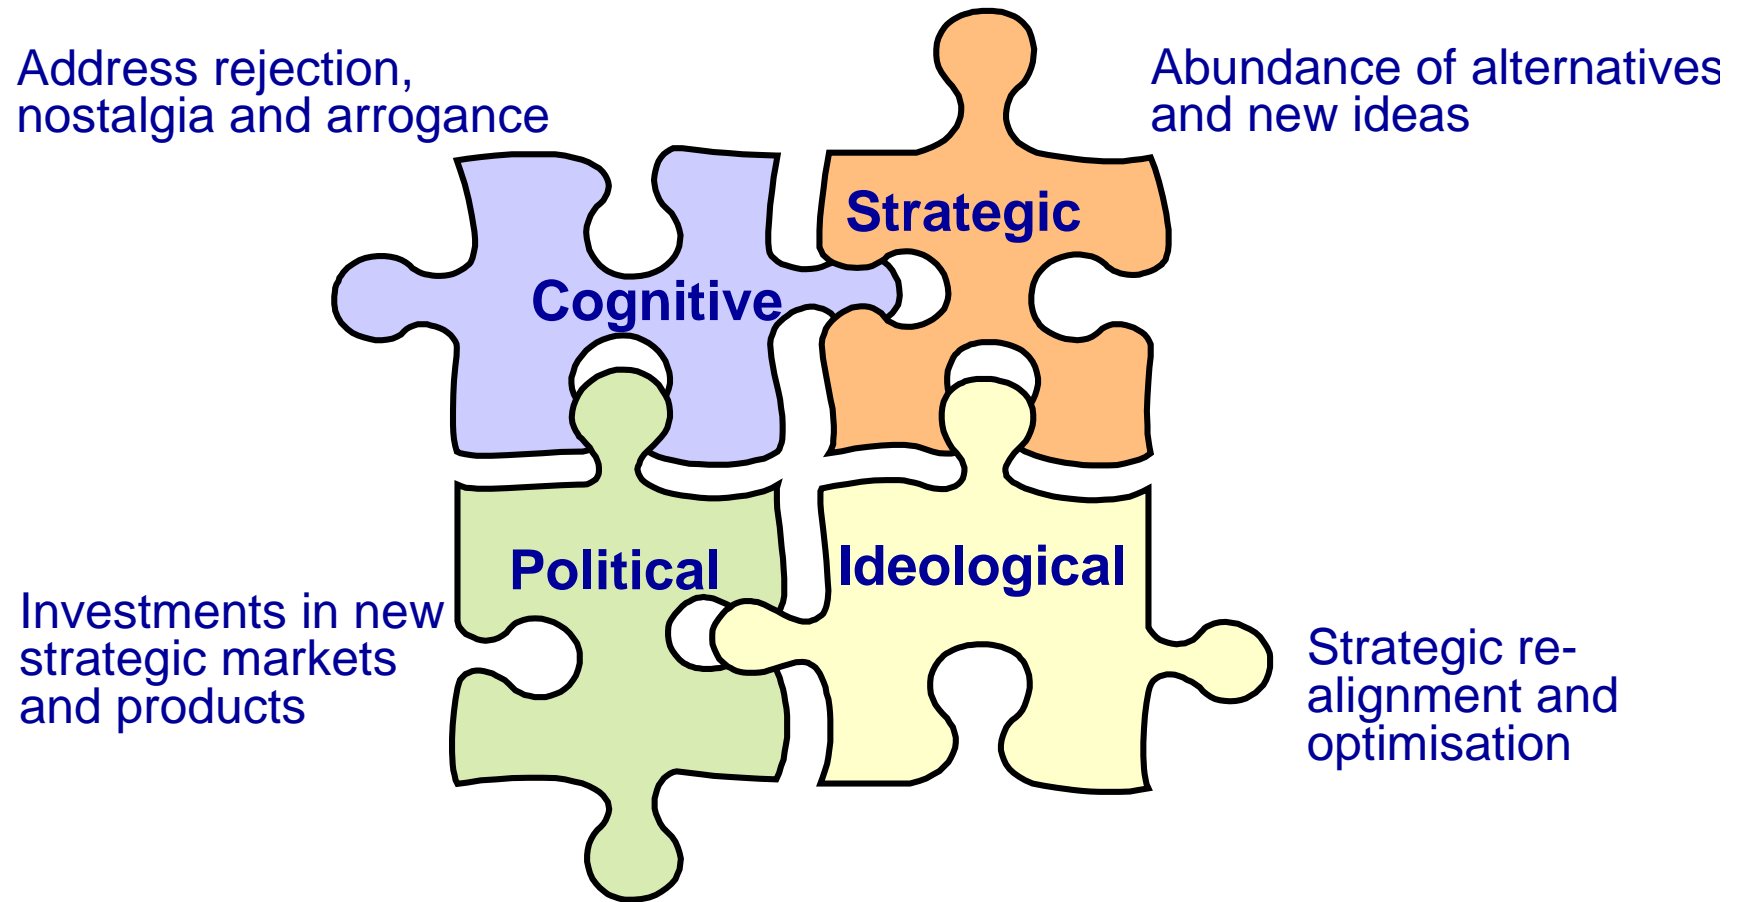 Address rejection,
nostalgia and arrogance
Abundance of alternatives
and new ideas
Strategic
Cognitive
Political
Ideological
Investments in new
strategic markets
and products
Strategic re-
alignment and
optimisation